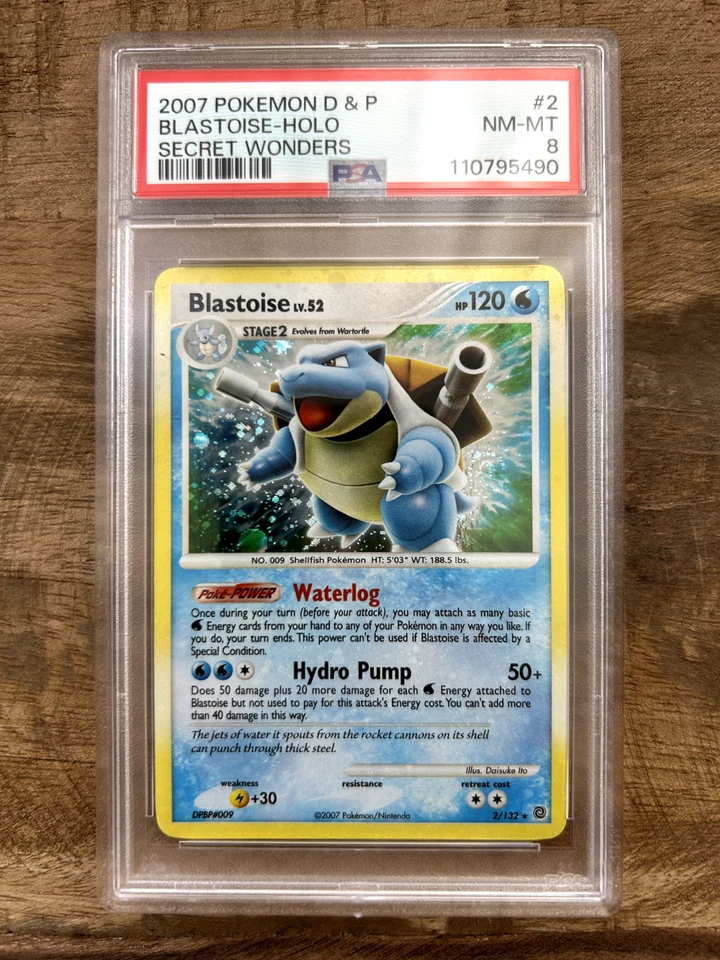 2007 POKEMON D & P #2
BLASTOISE-HOLO NM-MT
SECRET WONDERS 8
PSA 110795490
Blastoise LV.52 HP 120
STAGE 2 Evolves from Wartortle
NO. 009 Shellfish Pokémon HT: 5'03" WT: 188.5 lbs.
Poké-POWER Waterlog
Once during your turn (before your attack), you may attach as many basic
Energy cards from your hand to any of your Pokémon in any way you like. If
you do, your turn ends. This power can't be used if Blastoise is affected by a
Special Condition.
Hydro Pump 50+
Does 50 damage plus 20 more damage for each Energy attached to
Blastoise but not used to pay for this attack's Energy cost. You can't add more
than 40 damage in this way.
The jets of water it spouts from the rocket cannons on its shell
can punch through thick steel.
Illus. Daisuke Ito
weakness resistance retreat cost
+30
DPBP#009 ©2007 Pokémon/Nintendo 2/132 ★